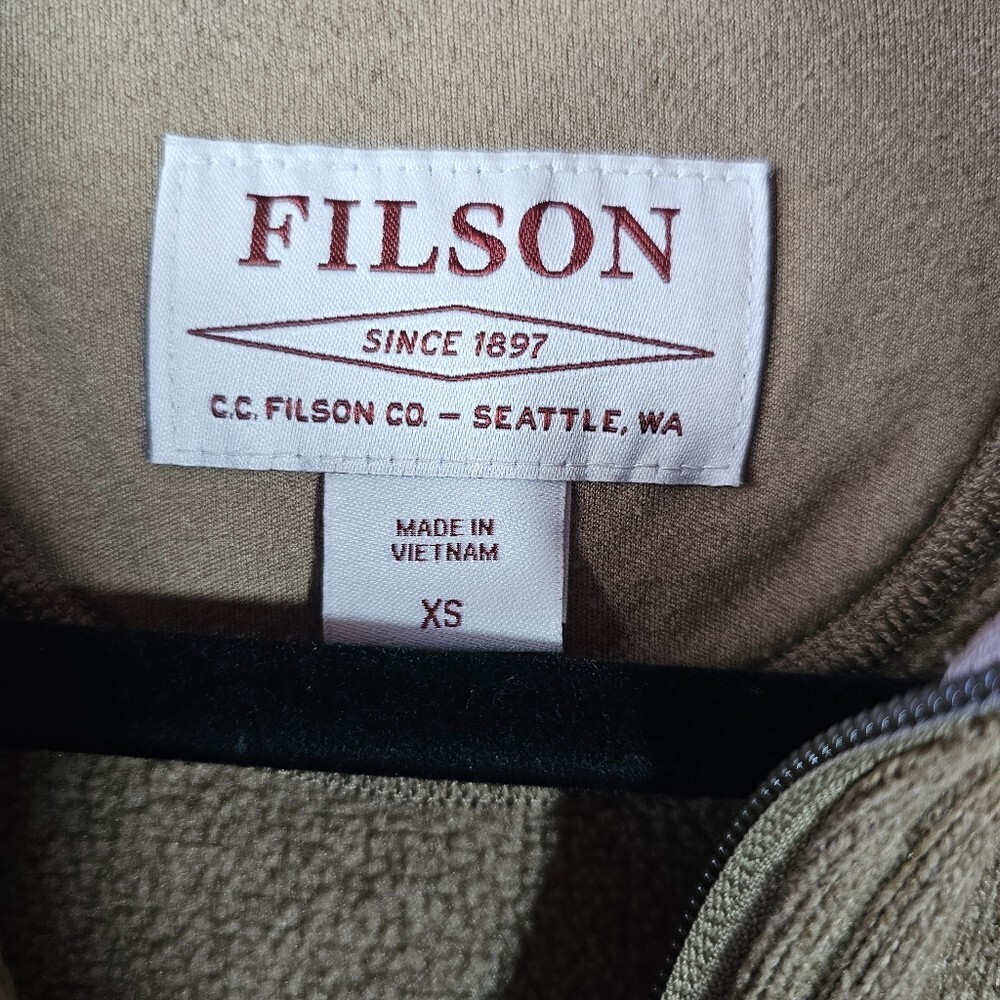 FILSON
SINCE 1897
C.C. FILSON CO. — SEATTLE, WA
MADE IN
VIETNAM
XS